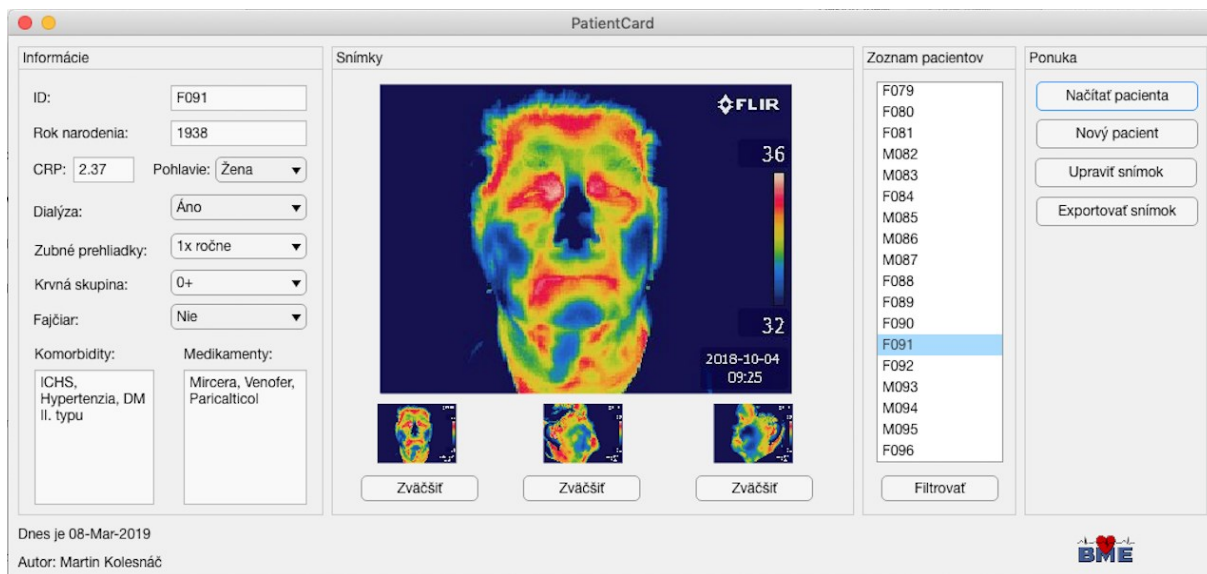 PatientCard
Informácie
ID:
F091
Rok narodenia:
1938
CRP:
2.37
Pohlavie:
Žena
Dialýza:
Áno
Zubné prehliadky:
1x ročne
Krvná skupina:
0+
Fajčiar:
Nie
Komorbidity:
ICHS,
Hypertenzia, DM
II. typu
Medikamenty:
Mircera, Venofer,
Paricalticol
Snímky
FLIR
36
32
2018-10-04
09:25
Zväčšiť
Zväčšiť
Zväčšiť
Zoznam pacientov
F079
F080
F081
M082
M083
F084
M085
M086
M087
F088
F089
F090
F091
F092
M093
M094
M095
F096
Filtrovať
Ponuka
Načítať pacienta
Nový pacient
Upraviť snímok
Exportovať snímok
Dnes je 08-Mar-2019
Autor: Martin Kolesnáč
BME